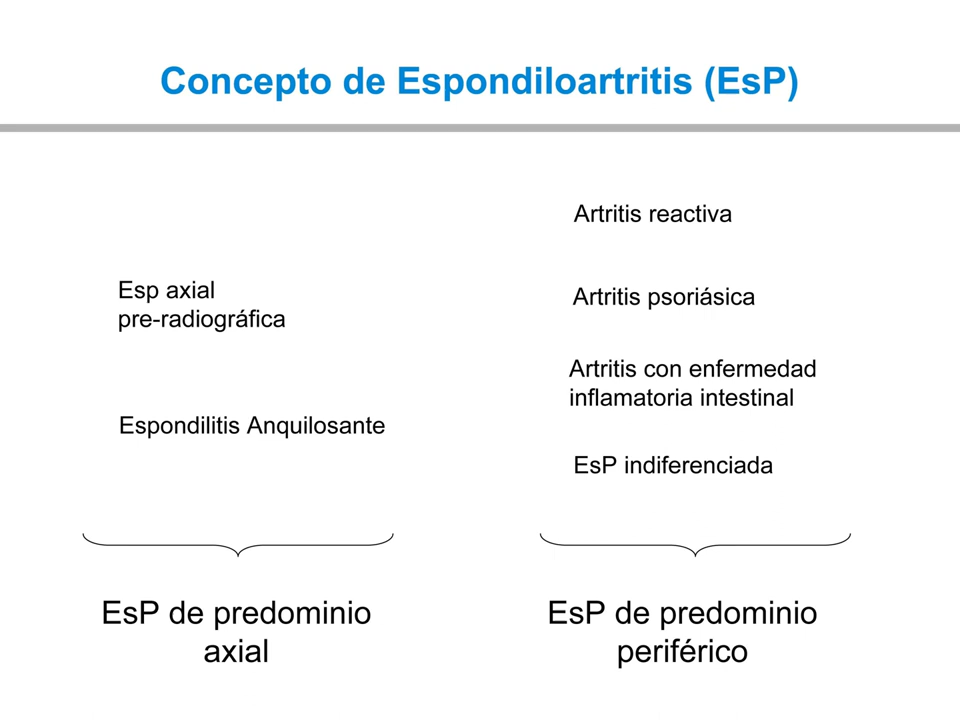 Concepto de Espondiloartritis (EsP)
Esp axial
pre-radiográfica
Espondilitis Anquilosante
EsP de predominio
axial
Artritis reactiva
Artritis psoriásica
Artritis con enfermedad
inflamatoria intestinal
EsP indiferenciada
EsP de predominio
periférico